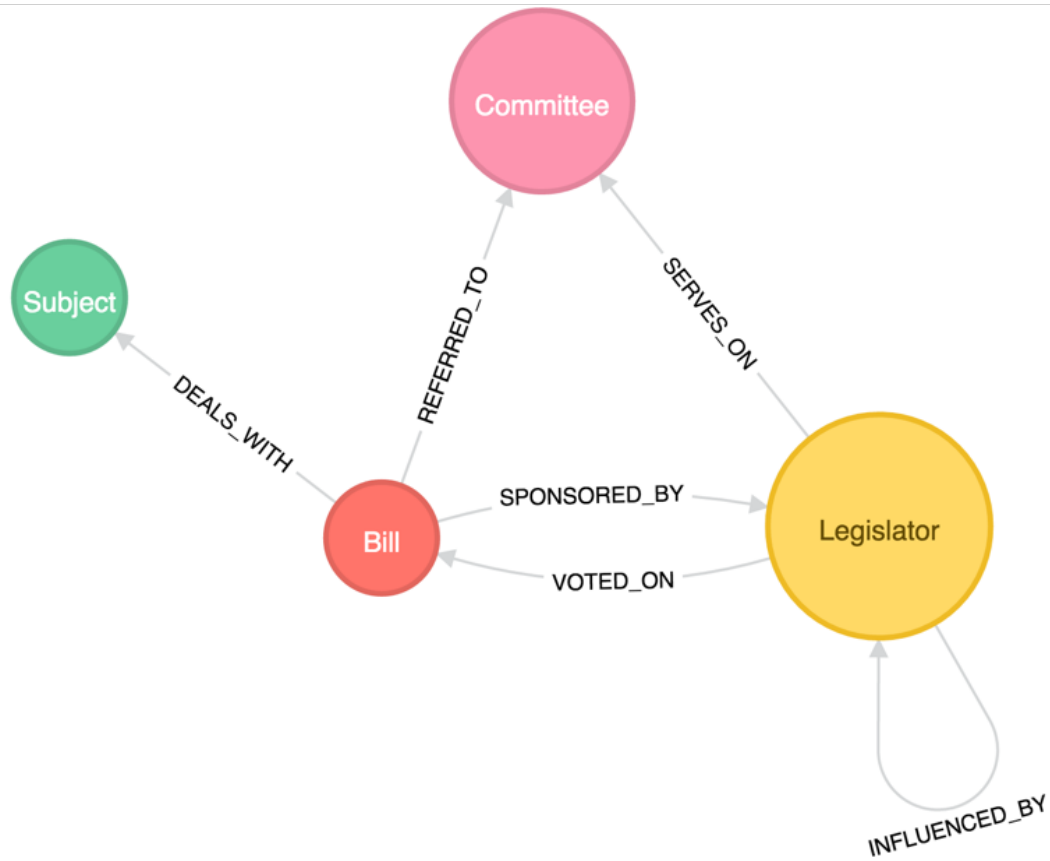 Committee
Subject
REFERRED_TO
SERVES_ON
DEALS_WITH
SPONSORED_BY
Bill
Legislator
VOTED_ON
INFLUENCED_BY